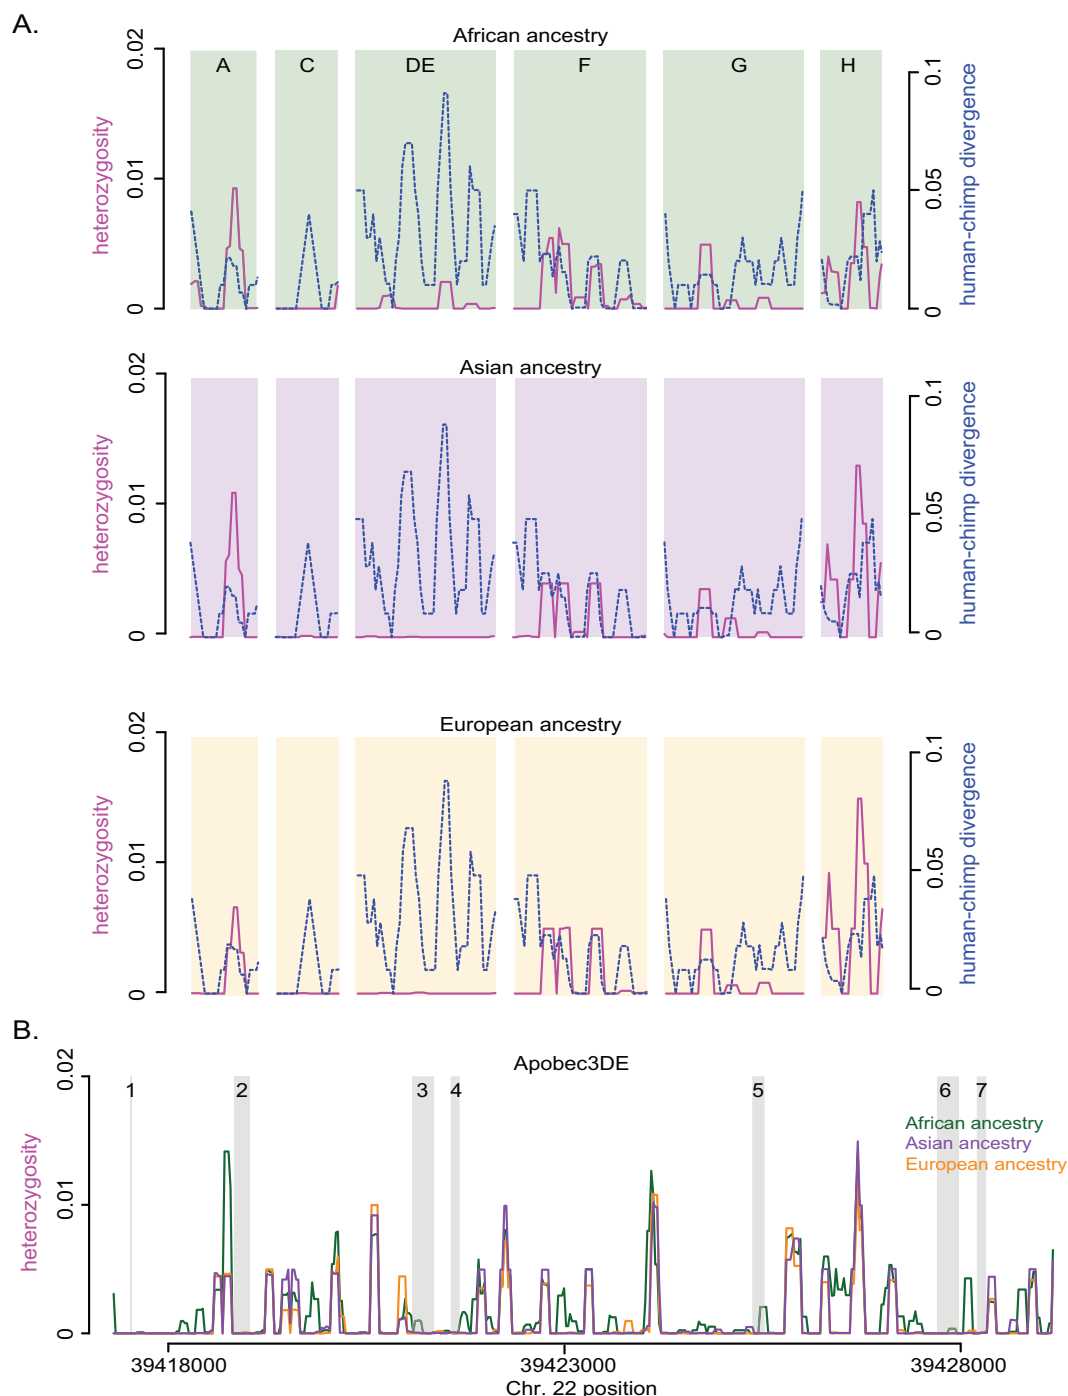 A.
African ancestry
A C DE F G H
0.02
0.01
0
heterozygosity
0.1
0.05
0
human-chimp divergence
Asian ancestry
0.02
0.01
0
heterozygosity
0.1
0.05
0
human-chimp divergence
European ancestry
0.02
0.01
0
heterozygosity
0.1
0.05
0
human-chimp divergence
B.
Apobec3DE
0.02
0.01
0
heterozygosity
1 2 3 4 5 6 7
African ancestry
Asian ancestry
European ancestry
39418000 39423000 39428000
Chr. 22 position